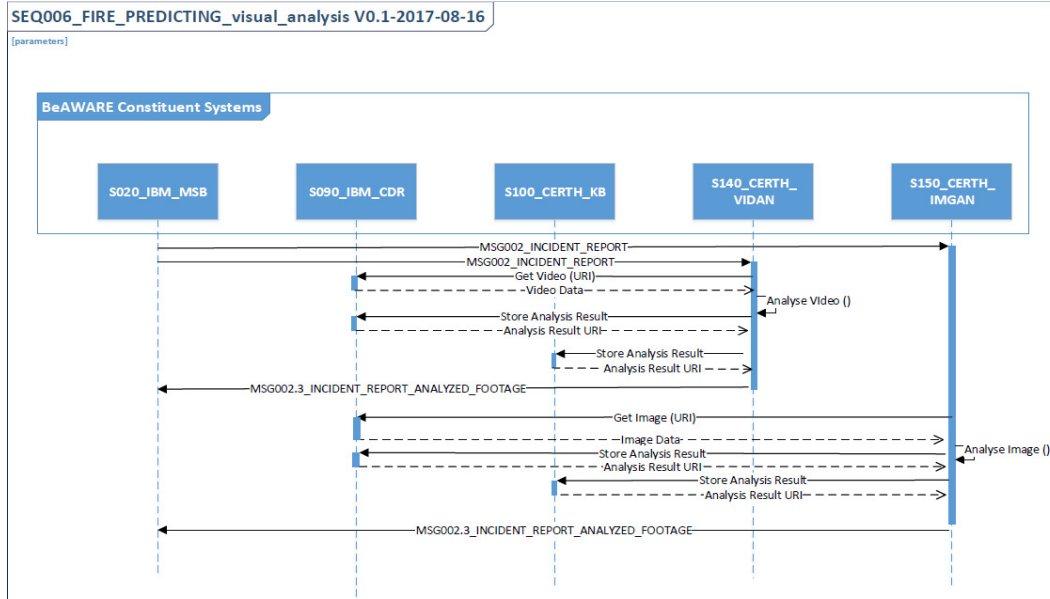 SEQ006_FIRE_PREDICTING_visual_analysis V0.1-2017-08-16
[parameters]
BeAWARE Constituent Systems
S020_IBM_MSB
S090_IBM_CDR
S100_CERTH_KB
S140_CERTH_
VIDAN
S150_CERTH_
IMGAN
MSG002_INCIDENT_REPORT
MSG002_INCIDENT_REPORT
Get Video (URI)
Video Data
Analyse VIdeo ()
Store Analysis Result
Analysis Result URI
Store Analysis Result
Analysis Result URI
MSG002.3_INCIDENT_REPORT_ANALYZED_FOOTAGE
Get Image (URI)
Image Data
Analyse Image ()
Store Analysis Result
Analysis Result URI
Store Analysis Result
Analysis Result URI
MSG002.3_INCIDENT_REPORT_ANALYZED_FOOTAGE